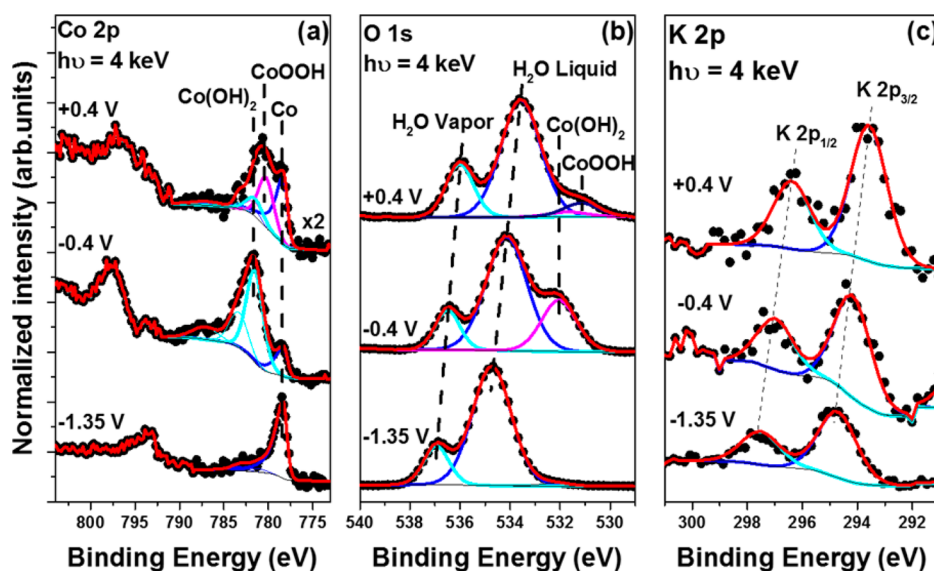 Normalized intensity (arb.units)
Co 2p
(a)
hυ = 4 keV
CoOOH
Co(OH)₂
Co
+0.4 V
x2
-0.4 V
-1.35 V
800 795 790 785 780 775
Binding Energy (eV)
O 1s
(b)
hυ = 4 keV
H₂O Liquid
H₂O Vapor
Co(OH)₂
CoOOH
+0.4 V
-0.4 V
-1.35 V
540 538 536 534 532 530
Binding Energy (eV)
K 2p
(c)
hυ = 4 keV
K 2p₃/₂
K 2p₁/₂
+0.4 V
-0.4 V
-1.35 V
300 298 296 294 292
Binding Energy (eV)